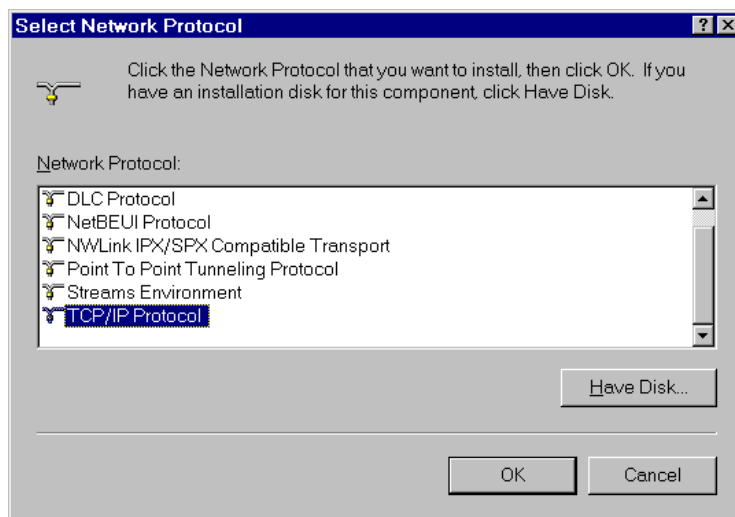 Select Network Protocol
Click the Network Protocol that you want to install, then click OK. If you
have an installation disk for this component, click Have Disk.
Network Protocol:
DLC Protocol
NetBEUI Protocol
NWLink IPX/SPX Compatible Transport
Point To Point Tunneling Protocol
Streams Environment
TCP/IP Protocol
Have Disk...
OK
Cancel